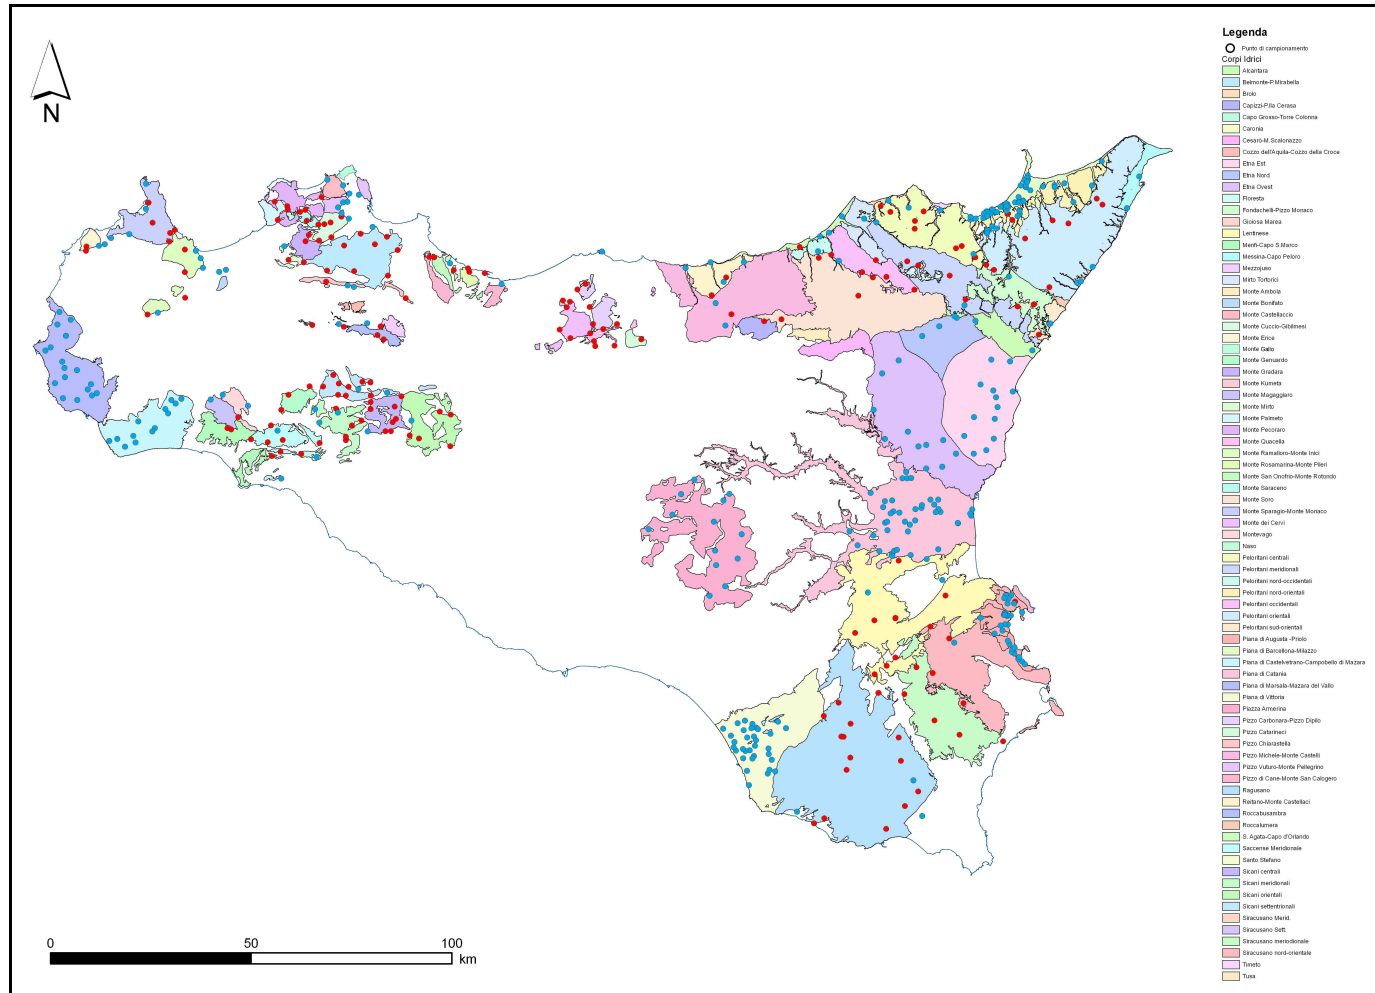 N
0
50
100
km
Legenda
Punto di campionamento
Corpi Idrici
Alcantara
Belmonte-P.Mirabella
Brolo
Capizzi-Pila Cerasa
Capo Grosso-Torre Colonna
Caronia
Cesarò-M.Scalonazzo
Cozzo dell'Aquila-Cozzo della Croce
Etna Est
Etna Nord
Etna Ovest
Floresta
Fondachelli-Pizzo Monaco
Gioiosa Marea
Lentinese
Menfi-Capo S.Marco
Messina-Capo Peloro
Mezzojuso
Mirto Tortorici
Monte Ambola
Monte Bonifato
Monte Castellaccio
Monte Cuccio-Gibilmesi
Monte Erice
Monte Gallo
Monte Genuardo
Monte Gradara
Monte Kumeta
Monte Magaggiaro
Monte Mirto
Monte Palmeto
Monte Pecoraro
Monte Quacella
Monte Ramalloro-Monte Inici
Monte Rosamarina-Monte Pileri
Monte San Onofrio-Monte Rotondo
Monte Saraceno
Monte Soro
Monte Sparagio-Monte Monaco
Monte dei Cervi
Montevago
Naso
Peloritani centrali
Peloritani meridionali
Peloritani nord-occidentali
Peloritani nord-orientali
Peloritani occidentali
Peloritani orientali
Peloritani sud-orientali
Piana di Augusta -Priolo
Piana di Barcellona-Milazzo
Piana di Castelvetrano-Campobello di Mazara
Piana di Catania
Piana di Marsala-Mazara del Vallo
Piana di Vittoria
Piazza Armerina
Pizzo Carbonara-Pizzo Dipilo
Pizzo Catarineci
Pizzo Chiarastella
Pizzo Michele-Monte Castelli
Pizzo Vuturo-Monte Pellegrino
Pizzo di Cane-Monte San Calogero
Ragusano
Reitano-Monte Castellaci
Roccabusambra
Roccalumera
S. Agata-Capo d'Orlando
Saccense Meridionale
Santo Stefano
Sicani centrali
Sicani meridionali
Sicani orientali
Sicani settentrionali
Siracusano Merid.
Siracusano Sett.
Siracusano meriodionale
Siracusano nord-orientale
Timeto
Tusa